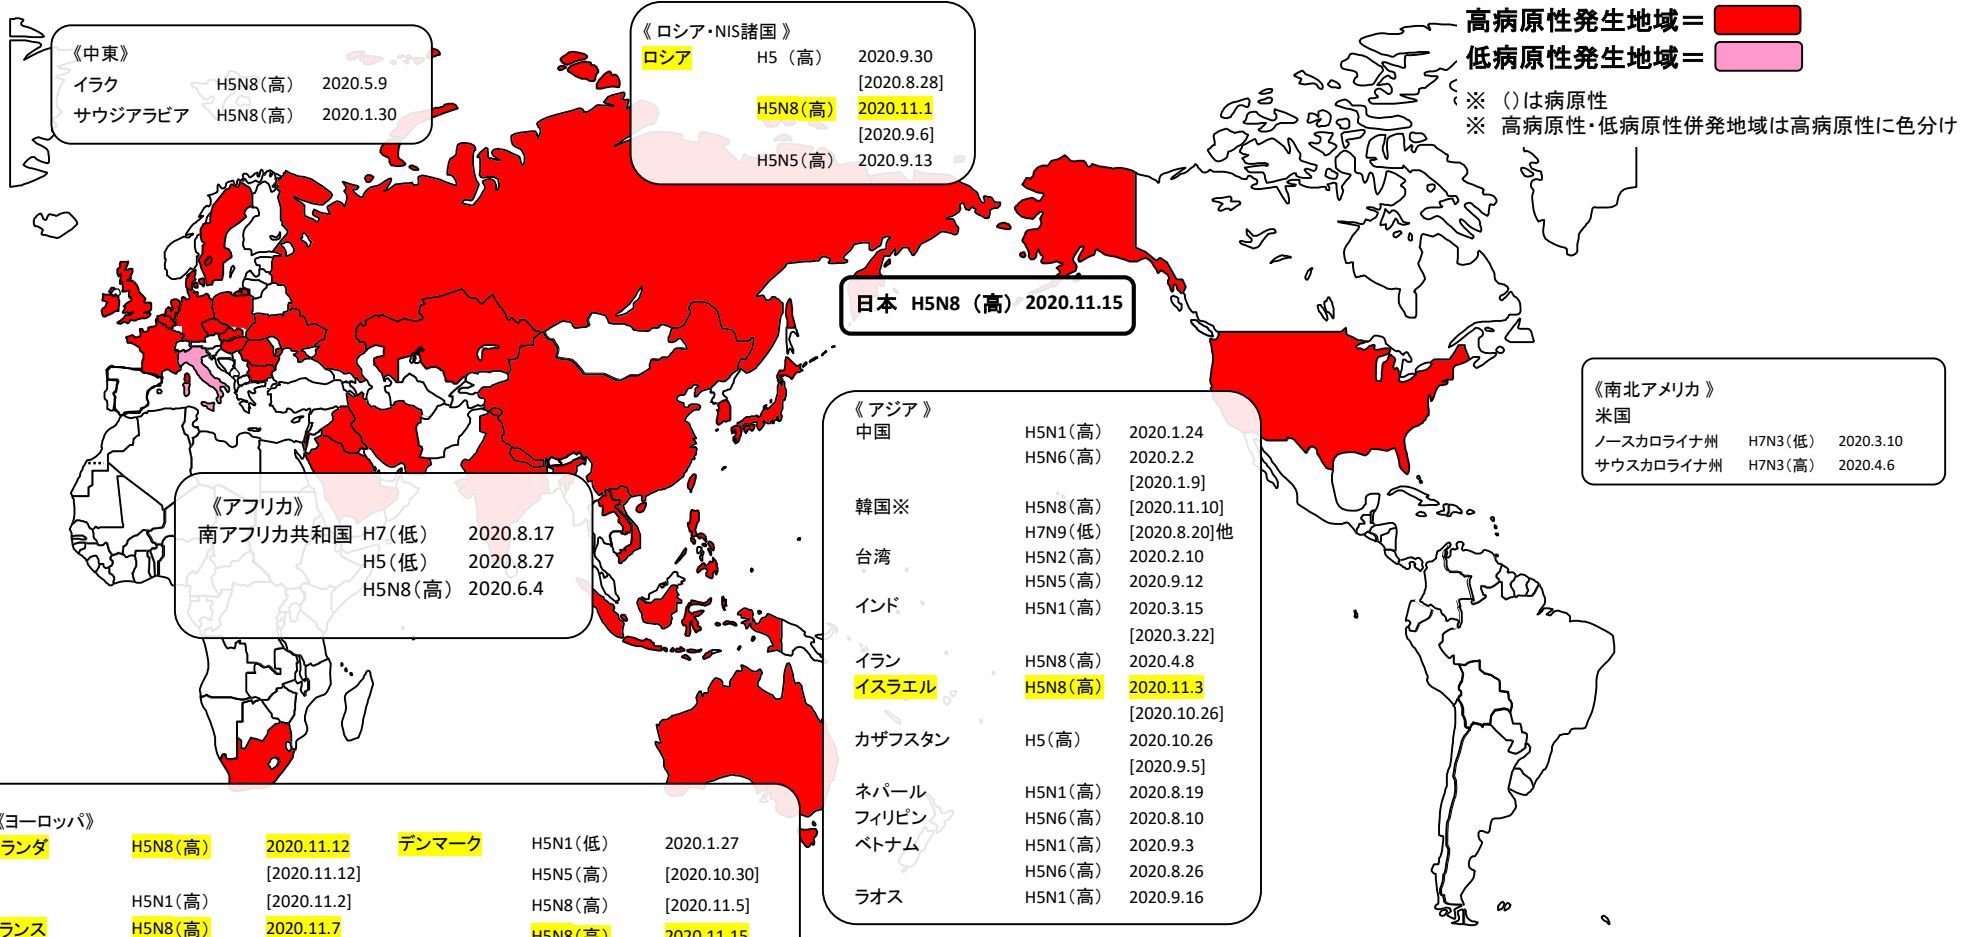 高病原性発生地域＝
低病原性発生地域＝
※ （）は病原性
※ 高病原性・低病原性併発地域は高病原性に色分け
《中東》
イラク H5N8（高） 2020.5.9
サウジアラビア H5N8（高） 2020.1.30
《 ロシア・NIS諸国 》
ロシア H5 （高） 2020.9.30
[2020.8.28]
H5N8（高） 2020.11.1
[2020.9.6]
H5N5（高） 2020.9.13
日本 H5N8 （高） 2020.11.15
《 アジア 》
中国 H5N1（高） 2020.1.24
H5N6（高） 2020.2.2
[2020.1.9]
韓国※ H5N8（高） [2020.11.10]
H7N9（低） [2020.8.20]他
台湾 H5N2（高） 2020.2.10
H5N5（高） 2020.9.12
インド H5N1（高） 2020.3.15
[2020.3.22]
イラン H5N8（高） 2020.4.8
イスラエル H5N8（高） 2020.11.3
[2020.10.26]
カザフスタン H5（高） 2020.10.26
[2020.9.5]
ネパール H5N1（高） 2020.8.19
フィリピン H5N6（高） 2020.8.10
ベトナム H5N1（高） 2020.9.3
H5N6（高） 2020.8.26
ラオス H5N1（高） 2020.9.16
《南北アメリカ 》
米国
ノースカロライナ州 H7N3（低） 2020.3.10
サウスカロライナ州 H7N3（高） 2020.4.6
《アフリカ》
南アフリカ共和国 H7（低） 2020.8.17
H5（低） 2020.8.27
H5N8（高） 2020.6.4
《ヨーロッパ》
ランダ H5N8（高） 2020.11.12
[2020.11.12]
H5N1（高） [2020.11.2]
ランス H5N8（高） 2020.11.7
デンマーク H5N1（低） 2020.1.27
H5N5（高） [2020.10.30]
H5N8（高） [2020.11.5]
H5N8（高） 2020.11.15